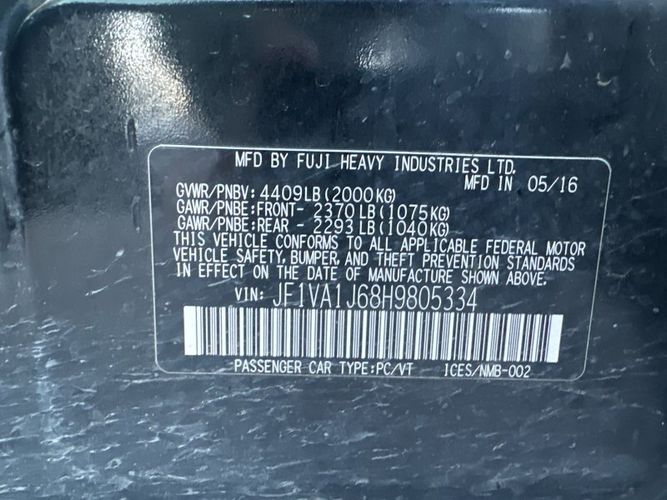 MFD BY FUJI HEAVY INDUSTRIES LTD.
MFD IN 05/16
GVWR/PNBV: 4409LB (2000KG)
GAWR/PNBE:FRONT- 2370 LB (1075KG)
GAWR/PNBE:REAR - 2293 LB (1040KG)
THIS VEHICLE CONFORMS TO ALL APPLICABLE FEDERAL MOTOR
VEHICLE SAFETY, BUMPER, AND THEFT PREVENTION STANDARDS
IN EFFECT ON THE DATE OF MANUFACTURE SHOWN ABOVE.
VIN: JF1VA1J68H9805334
PASSENGER CAR TYPE:PC/VT ICES/NMB-002